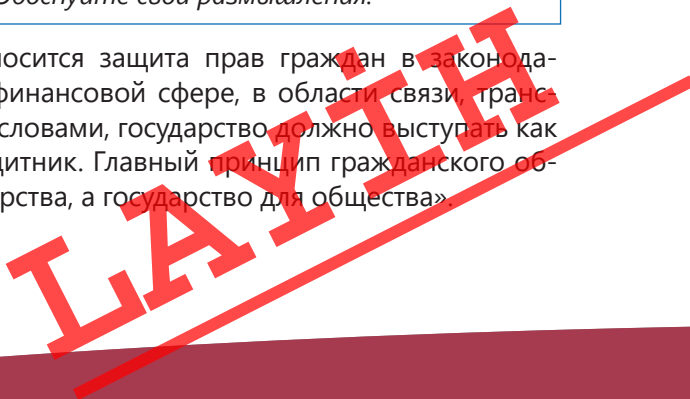 Обоснуйте свои размышления.
носится защита прав граждан в законода-
финансовой сфере, в области связи, транс-
словами, государство должно выступать как
щитник. Главный принцип гражданского об-
рства, а государство для общества».
LAYİH